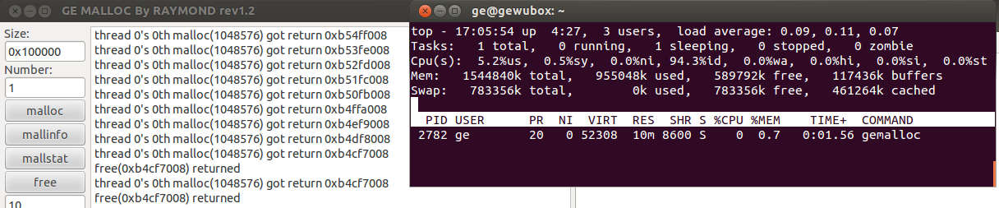 GE MALLOC By RAYMOND rev1.2
Size:
0x100000
Number:
1
malloc
mallinfo
mallstat
free
10
thread 0's 0th malloc(1048576) got return 0xb54ff008
thread 0's 0th malloc(1048576) got return 0xb53fe008
thread 0's 0th malloc(1048576) got return 0xb52fd008
thread 0's 0th malloc(1048576) got return 0xb51fc008
thread 0's 0th malloc(1048576) got return 0xb50fb008
thread 0's 0th malloc(1048576) got return 0xb4ffa008
thread 0's 0th malloc(1048576) got return 0xb4ef9008
thread 0's 0th malloc(1048576) got return 0xb4df8008
thread 0's 0th malloc(1048576) got return 0xb4cf7008
free(0xb4cf7008) returned
thread 0's 0th malloc(1048576) got return 0xb4cf7008
free(0xb4cf7008) returned
ge@gewubox: ~
top - 17:05:54 up  4:27,  3 users,  load average: 0.09, 0.11, 0.07
Tasks:   1 total,   0 running,   1 sleeping,   0 stopped,   0 zombie
Cpu(s):  5.2%us,  0.5%sy,  0.0%ni, 94.3%id,  0.0%wa,  0.0%hi,  0.0%si,  0.0%st
Mem:   1544840k total,   955048k used,   589792k free,   117436k buffers
Swap:   783356k total,        0k used,   783356k free,   461264k cached
PID USER      PR  NI  VIRT  RES  SHR S %CPU %MEM    TIME+  COMMAND
2782 ge        20   0 52308  10m 8600 S    0  0.7   0:01.56 gemalloc